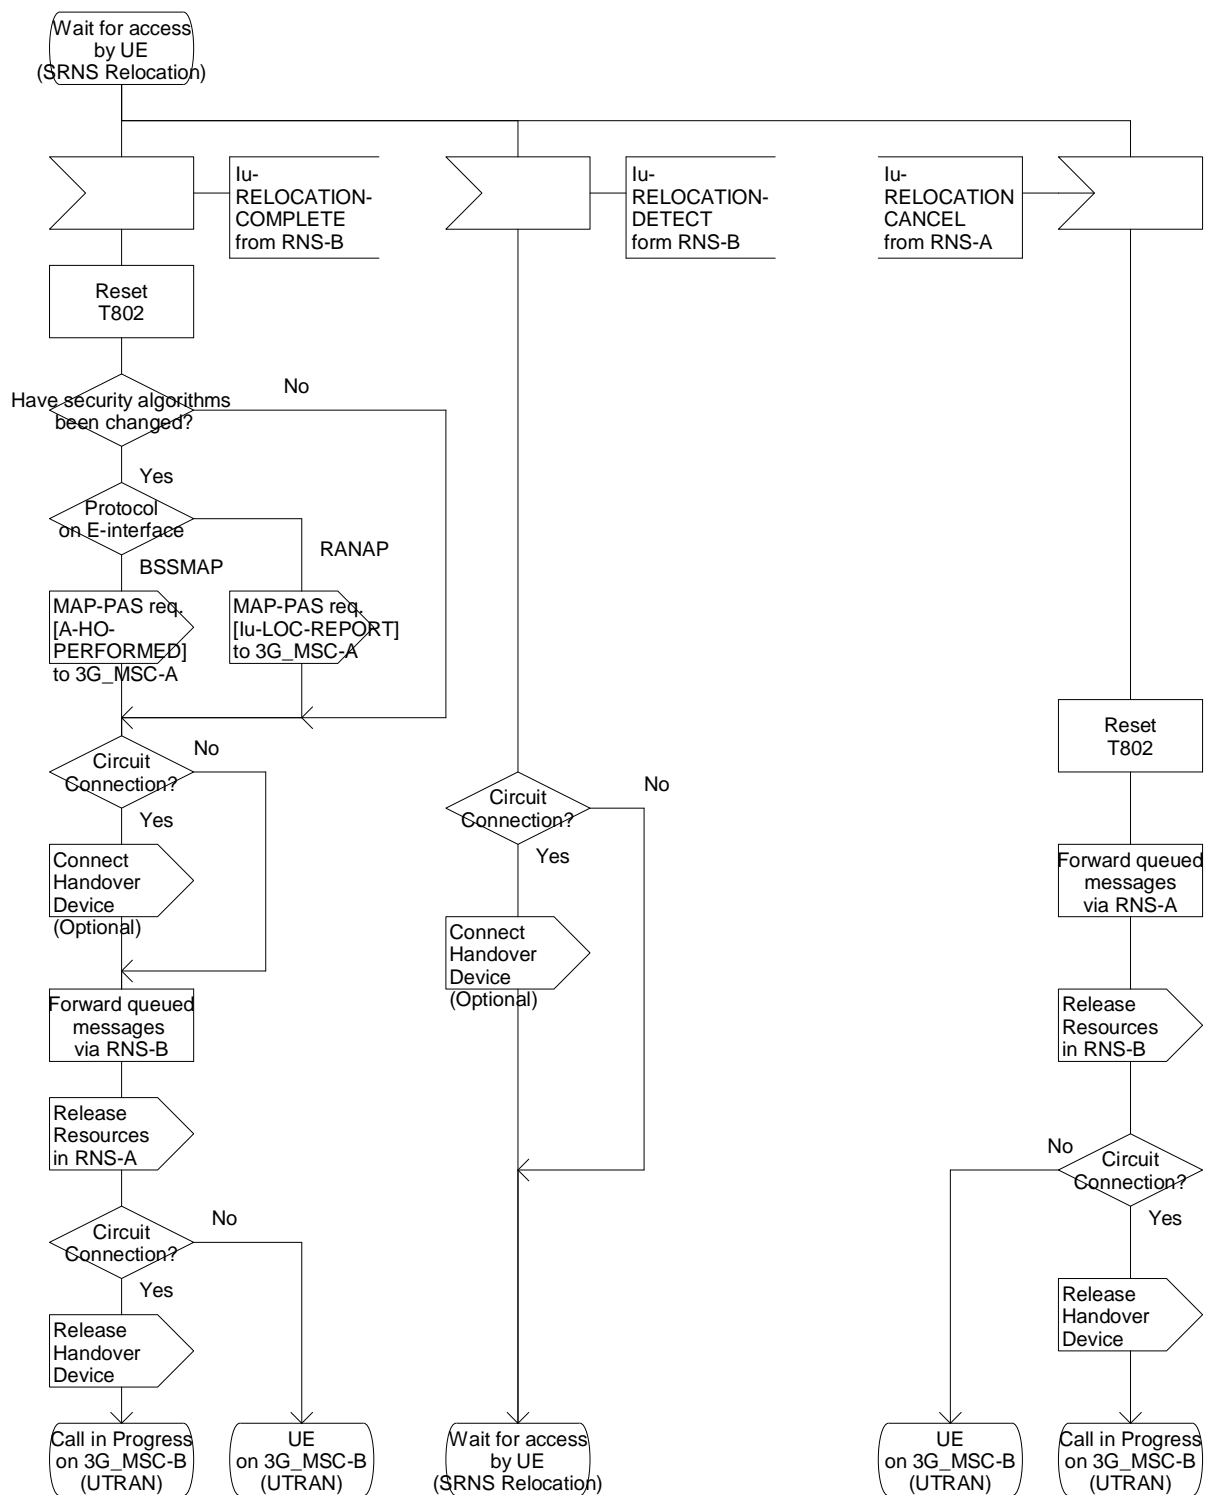 Wait for access
by UE
(SRNS Relocation)
Iu-
RELOCATION-
COMPLETE
from RNS-B
Iu-
RELOCATION-
DETECT
form RNS-B
Iu-
RELOCATION
CANCEL
from RNS-A
Reset
T802
Have security algorithms
been changed?
No
Yes
Protocol
on E-interface
RANAP
BSSMAP
MAP-PAS req.
[A-HO-
PERFORMED]
to 3G_MSC-A
MAP-PAS req.
[Iu-LOC-REPORT]
to 3G_MSC-A
Circuit
Connection?
No
Yes
Connect
Handover
Device
(Optional)
Forward queued
messages
via RNS-B
Release
Resources
in RNS-A
Circuit
Connection?
No
Yes
Release
Handover
Device
Call in Progress
on 3G_MSC-B
(UTRAN)
UE
on 3G_MSC-B
(UTRAN)
Circuit
Connection?
No
Yes
Connect
Handover
Device
(Optional)
Wait for access
by UE
(SRNS Relocation)
Reset
T802
Forward queued
messages
via RNS-A
Release
Resources
in RNS-B
No
Circuit
Connection?
Yes
Release
Handover
Device
UE
on 3G_MSC-B
(UTRAN)
Call in Progress
on 3G_MSC-B
(UTRAN)